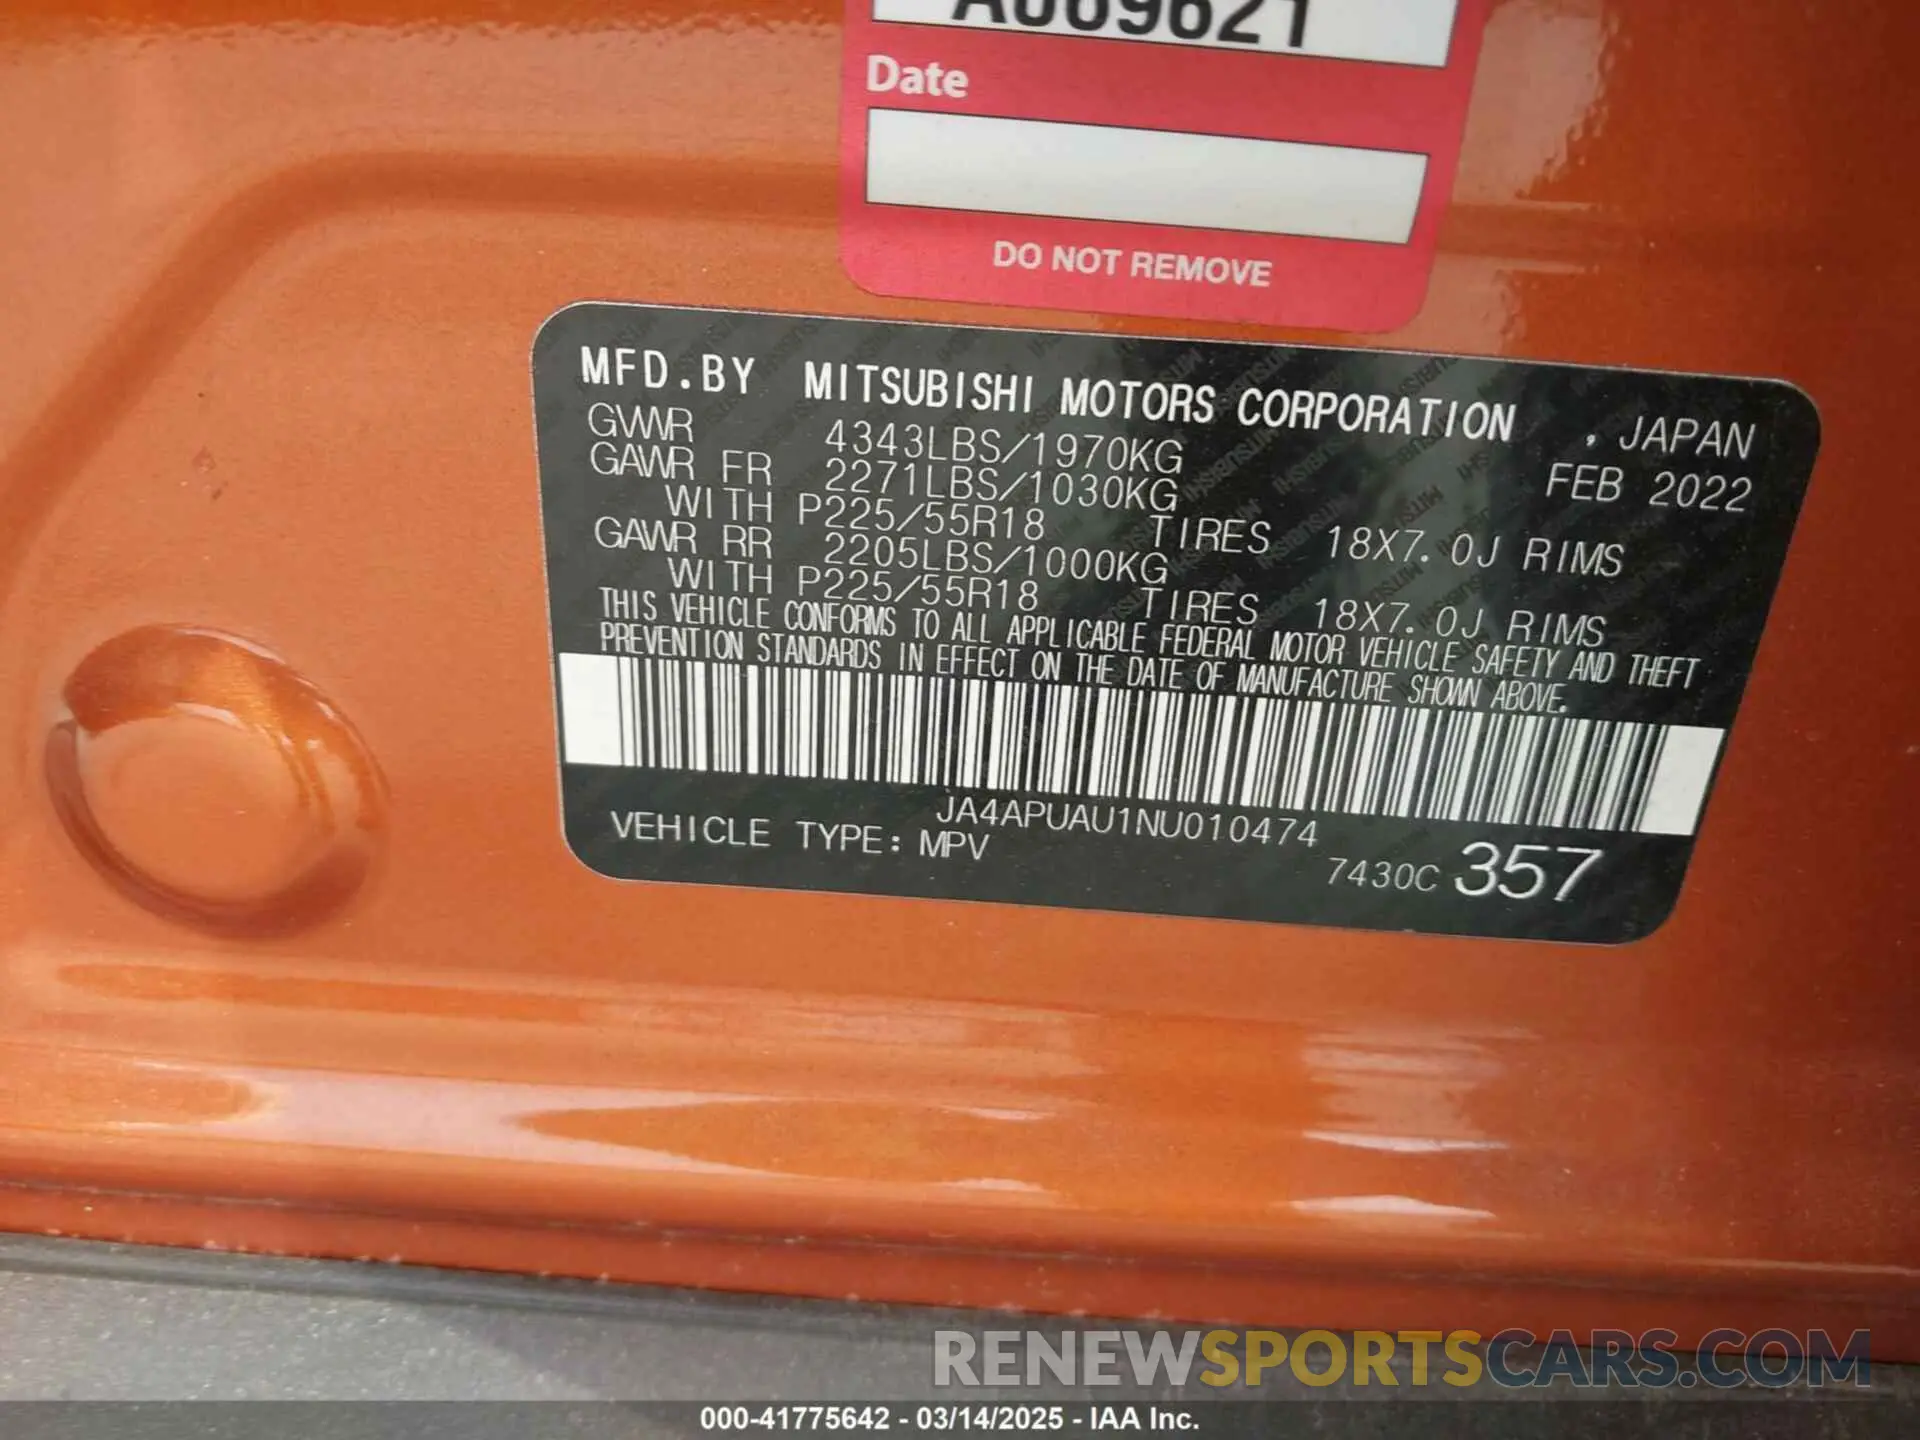 A069621
Date
DO NOT REMOVE
MFD.BY MITSUBISHI MOTORS CORPORATION , JAPAN
GVWR 4343LBS/1970KG FEB 2022
GAWR FR 2271LBS/1030KG
WITH P225/55R18 TIRES 18X7.0J RIMS
GAWR RR 2205LBS/1000KG
WITH P225/55R18 TIRES 18X7.0J RIMS
THIS VEHICLE CONFORMS TO ALL APPLICABLE FEDERAL MOTOR VEHICLE SAFETY AND THEFT
PREVENTION STANDARDS IN EFFECT ON THE DATE OF MANUFACTURE SHOWN ABOVE.
JA4APUAU1NU010474
VEHICLE TYPE: MPV
7430C 357
RENEWSPORTSCARS.COM
000-41775642 - 03/14/2025 - IAA Inc.